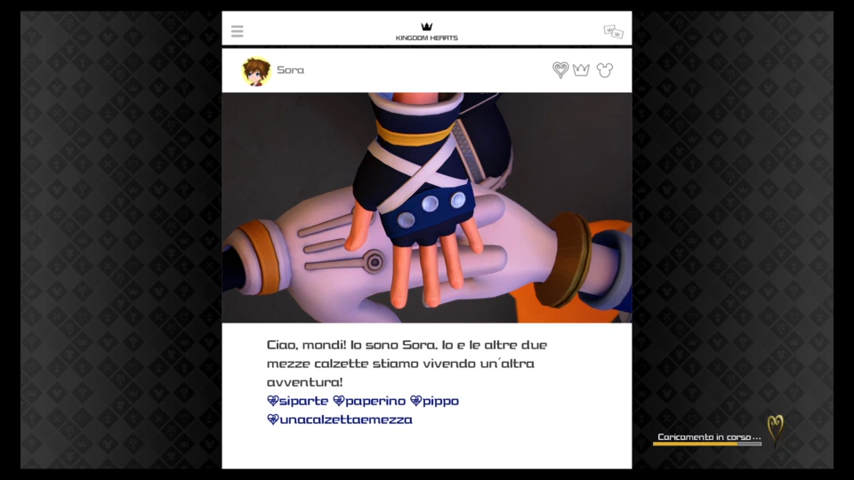 KINGDOM HEARTS
Sora
Ciao, mondi! Io sono Sora. Io e le altre due
mezze calzette stiamo vivendo un'altra
avventura!
siparte paperino pippo
unacalzettaemezza
Caricamento in corso...